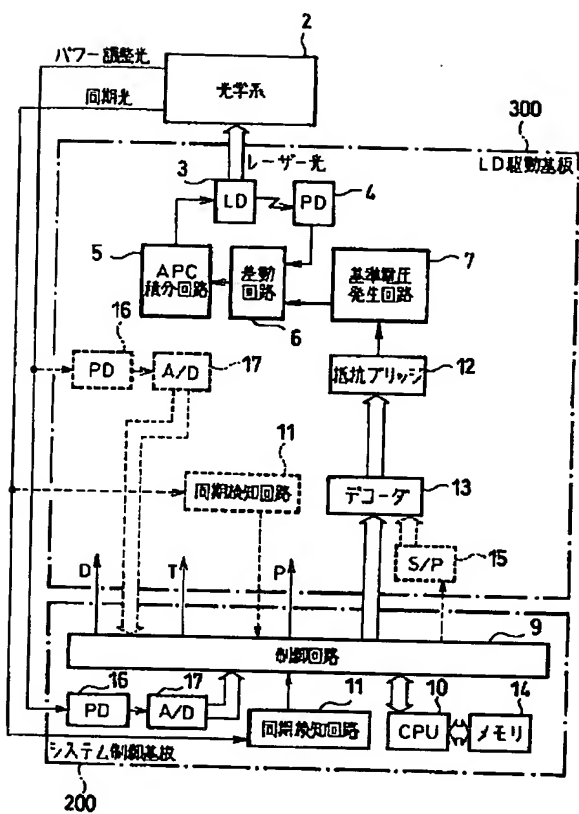 2
パワー調整光
同期光
光学系
300
LD駆動基板
レーザー光
3
LD
PD
4
5
APC
積分回路
差動
回路
6
7
基準電圧
発生回路
16
PD
A/D
17
抵抗ブリッジ
12
11
同期検知回路
デコーダ
13
S/P
15
D
T
P
9
制御回路
16
PD
17
A/D
11
同期検知回路
10
CPU
14
メモリ
システム制御基板
200